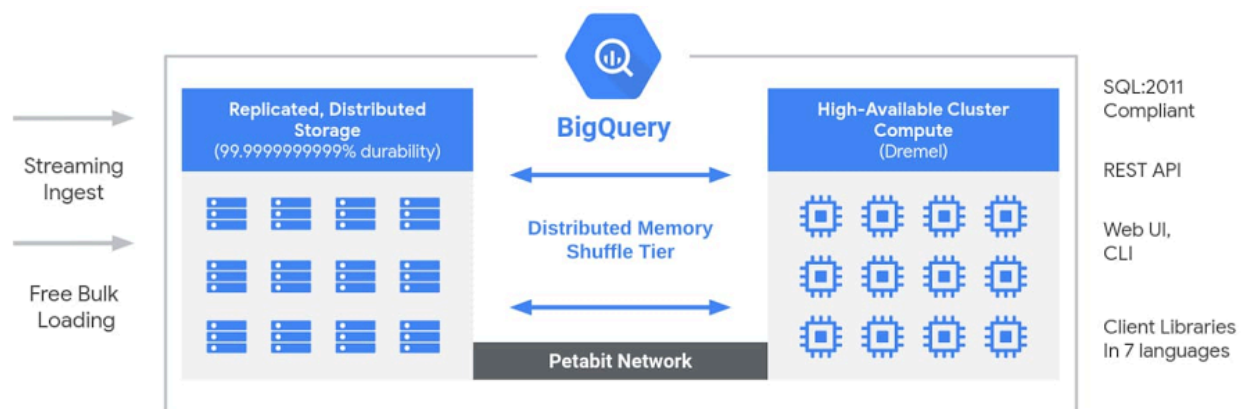 Streaming
Ingest
Free Bulk
Loading
Replicated, Distributed
Storage
(99.9999999999% durability)
BigQuery
Distributed Memory
Shuffle Tier
Petabit Network
High-Available Cluster
Compute
(Dremel)
SQL:2011
Compliant
REST API
Web UI,
CLI
Client Libraries
In 7 languages